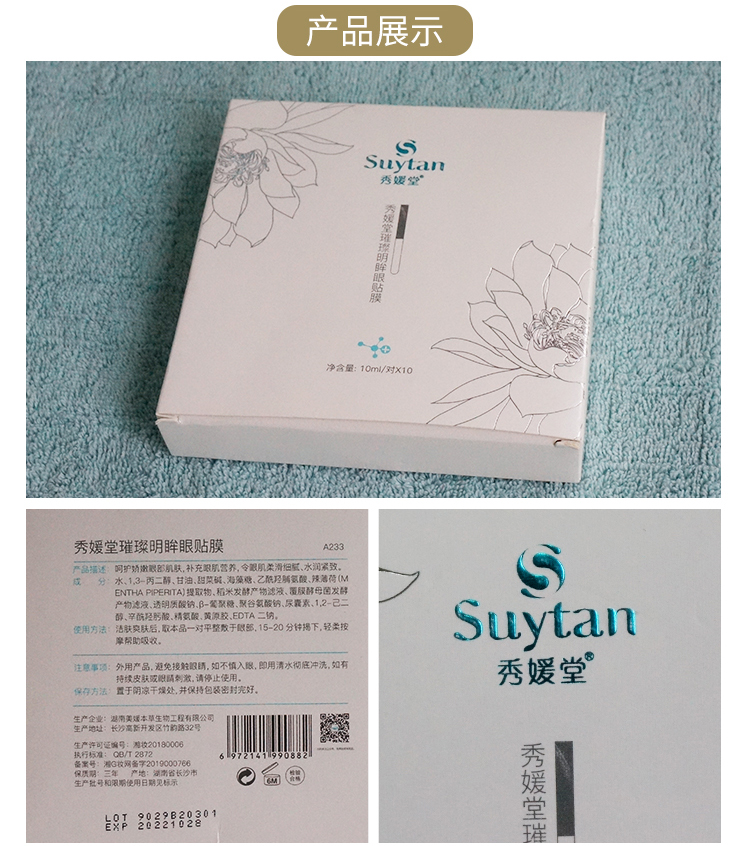 产品展示
Suytan
秀媛堂®
秀媛堂璀璨明眸眼贴膜
净含量: 10ml/对X10
秀媛堂璀璨明眸眼贴膜 A233
产品描述: 呵护娇嫩眼部肌肤,补充眼肌营养,令眼肌柔滑细腻,水润紧致。
成 分: 水、1,3-丙二醇、甘油、甜菜碱、海藻糖、乙酰羟脯氨酸、辣薄荷(M
ENTHA PIPERITA)提取物、稻米发酵产物滤液、覆膜酵母菌发酵
产物滤液、透明质酸钠、β-葡聚糖、聚谷氨酸钠、尿囊素、1,2-己二
醇、辛酰羟肟酸、精氨酸、黄原胶、EDTA 二钠。
使用方法: 洁肤爽肤后,取本品一对平整敷于眼部,15-20 分钟揭下,轻柔按
摩帮助吸收。
注意事项: 外用产品,避免接触眼睛,如不慎入眼,即用清水彻底冲洗,如有
持续皮肤或眼睛刺激,请停止使用。
保存方法: 置于阴凉干燥处,并保持包装密封完好。
生产企业: 湖南美媛本草生物工程有限公司
生产地址: 长沙高新开发区竹韵路32号
生产许可证编号: 湘妆20180006
执行标准: QB/T 2872
备案号: 湘G妆网备字2019000766
保质期: 三年 产地: 湖南省长沙市
生产批号和限期使用日期见标示
6 972141 990882
6M
检验
合格
LOT 9029B20301
EXP 20221028
Suytan
秀媛堂®
秀媛堂璀